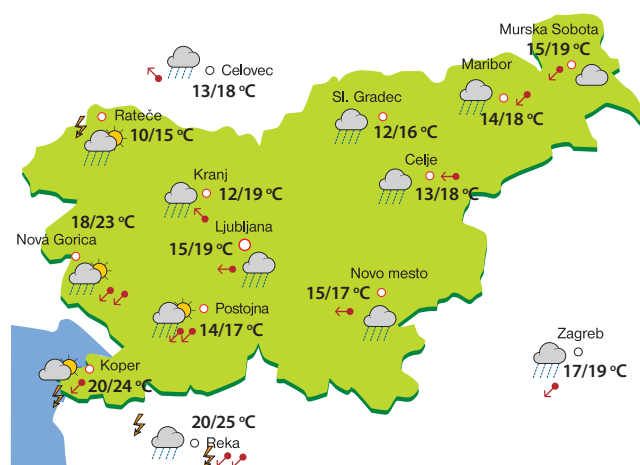 Murska Sobota
15/19 ºC
Celovec
13/18 ºC
Maribor
14/18 ºC
Sl. Gradec
12/16 ºC
Rateče
10/15 ºC
Celje
13/18 ºC
Kranj
12/19 ºC
18/23 ºC
Nova Gorica
Ljubljana
15/19 ºC
Novo mesto
15/17 ºC
Postojna
14/17 ºC
Zagreb
17/19 ºC
Koper
20/24 ºC
20/25 ºC
Reka